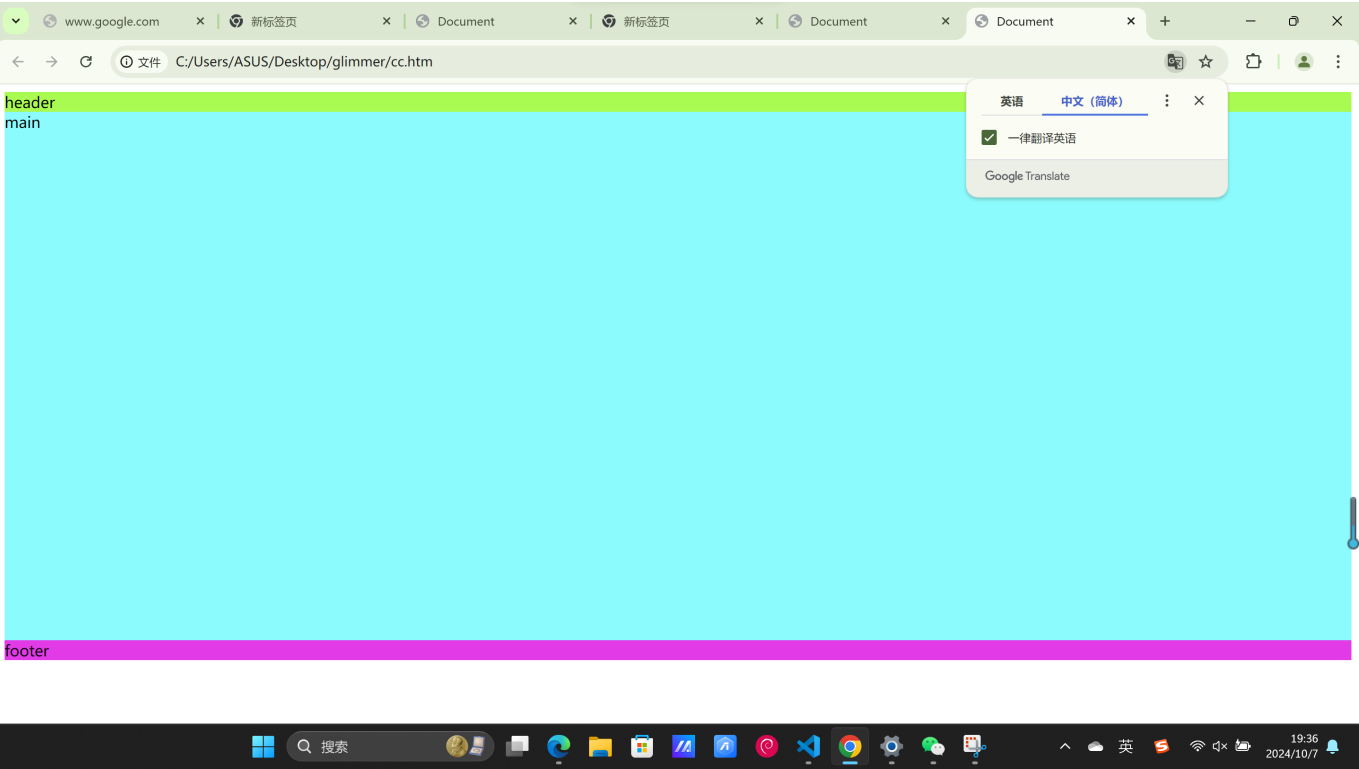 www.google.com
新标签页
Document
新标签页
Document
Document
文件
C:/Users/ASUS/Desktop/glimmer/cc.htm
英语
中文（简体）
一律翻译英语
Google Translate
header
main
footer
搜索
英
19:36
2024/10/7